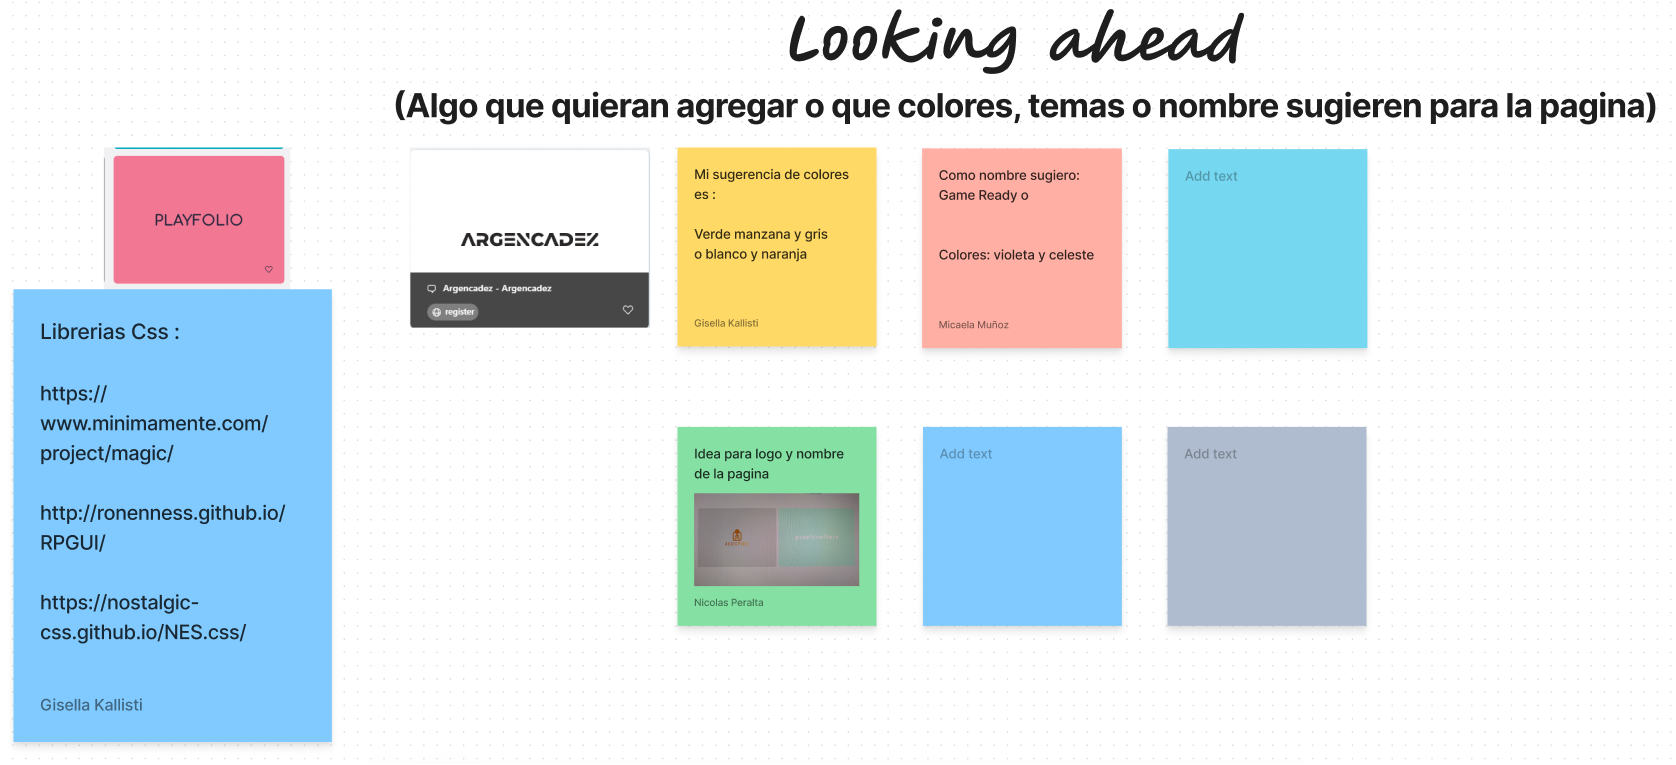 Looking ahead
(Algo que quieran agregar o que colores, temas o nombre sugieren para la pagina)
PLAYFOLIO
Librerias Css :
https://
www.minimamente.com/
project/magic/
http://ronenness.github.io/
RPGUI/
https://nostalgic-
css.github.io/NES.css/
Gisella Kallisti
ARGENCADEZ
Argencadez - Argencadez
register
Mi sugerencia de colores
es :
Verde manzana y gris
o blanco y naranja
Gisella Kallisti
Como nombre sugiero:
Game Ready o
Colores: violeta y celeste
Micaela Muñoz
Add text
Idea para logo y nombre
de la pagina
Nicolas Peralta
Add text
Add text